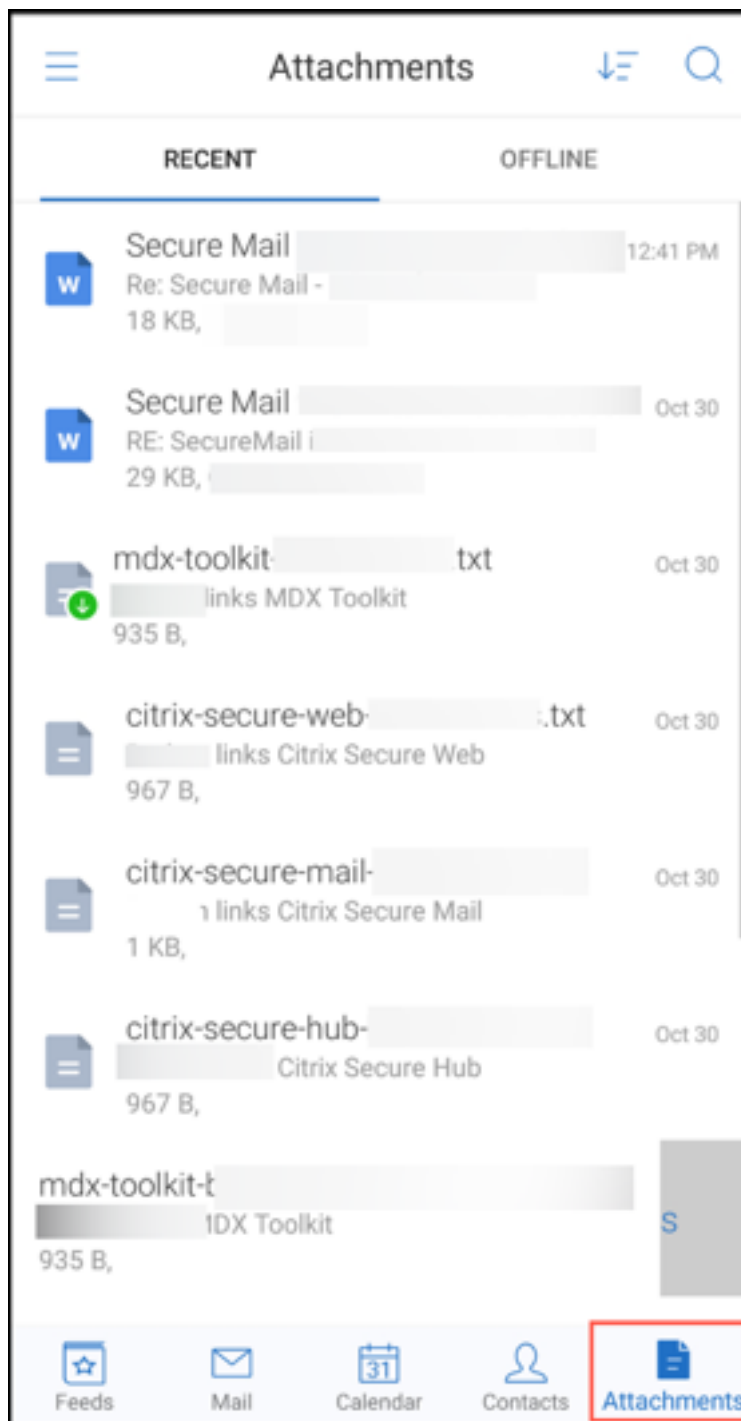 Attachments
RECENT OFFLINE
Secure Mail 12:41 PM
W Re: Secure Mail -
18 KB,
Secure Mail Oct 30
W RE: SecureMail i
29 KB,
mdx-toolkit- .txt Oct 30
links MDX Toolkit
935 B,
citrix-secure-web- .txt Oct 30
links Citrix Secure Web
967 B,
citrix-secure-mail- Oct 30
links Citrix Secure Mail
1 KB,
citrix-secure-hub- Oct 30
Citrix Secure Hub
967 B,
mdx-toolkit-b
MDX Toolkit S
935 B,
31
Feeds Mail Calendar Contacts Attachments